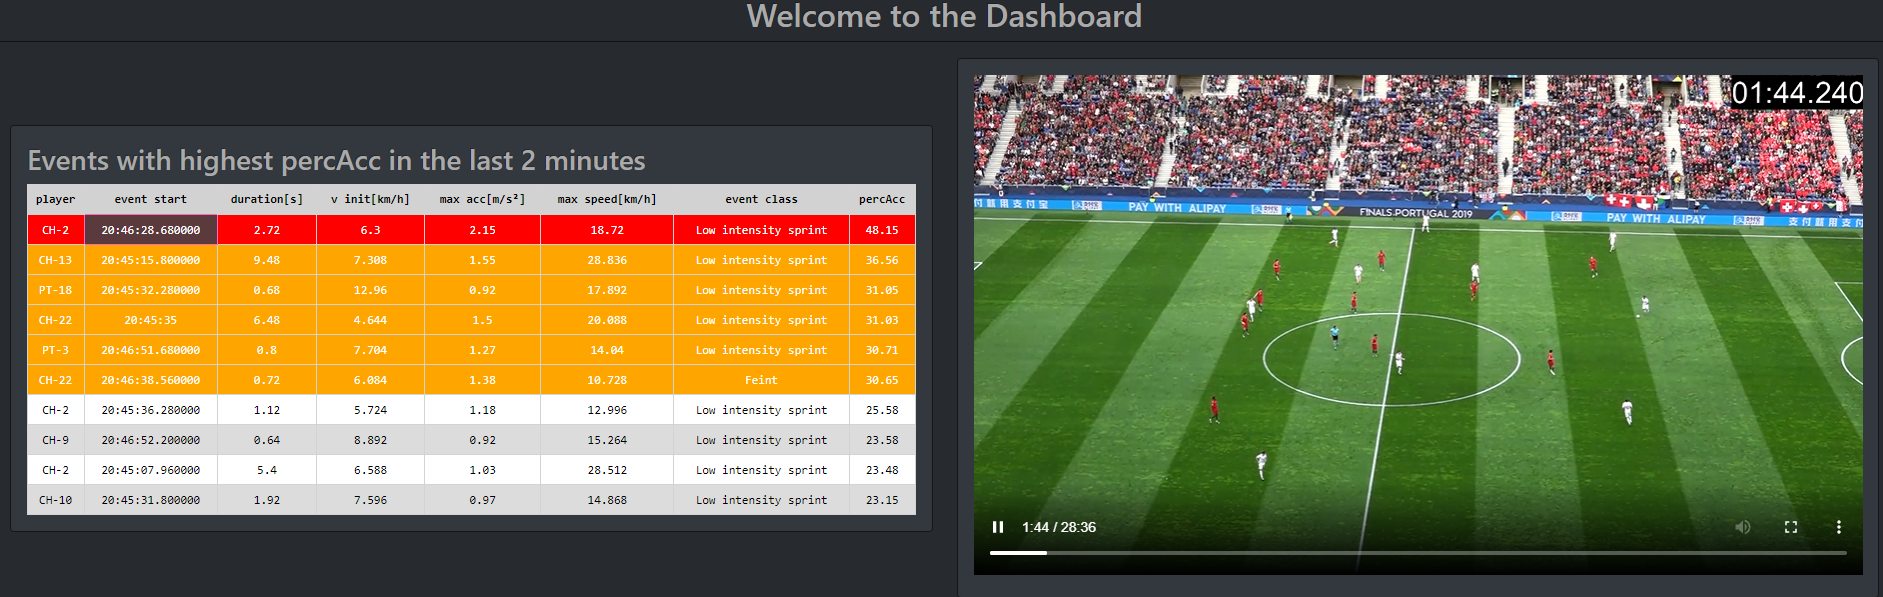 Welcome to the Dashboard
Events with highest percAcc in the last 2 minutes
player event start duration[s] v init[km/h] max acc[m/s²] max speed[km/h] event class percAcc
CH-2 20:46:28.680000 2.72 6.3 2.15 18.72 Low intensity sprint 48.15
CH-13 20:45:15.800000 9.48 7.308 1.55 28.836 Low intensity sprint 36.56
PT-18 20:45:32.280000 0.68 12.96 0.92 17.892 Low intensity sprint 31.05
CH-22 20:45:35 6.48 4.644 1.5 20.088 Low intensity sprint 31.03
PT-3 20:46:51.680000 0.8 7.704 1.27 14.04 Low intensity sprint 30.71
CH-22 20:46:38.560000 0.72 6.084 1.38 10.728 Feint 30.65
CH-2 20:45:36.280000 1.12 5.724 1.18 12.996 Low intensity sprint 25.58
CH-9 20:46:52.200000 0.64 8.892 0.92 15.264 Low intensity sprint 23.58
CH-2 20:45:07.960000 5.4 6.588 1.03 28.512 Low intensity sprint 23.48
CH-10 20:45:31.800000 1.92 7.596 0.97 14.868 Low intensity sprint 23.15
01:44.240
PAY WITH ALIPAY FINALS PORTUGAL 2019 PAY WITH ALIPAY
1:44 / 28:36